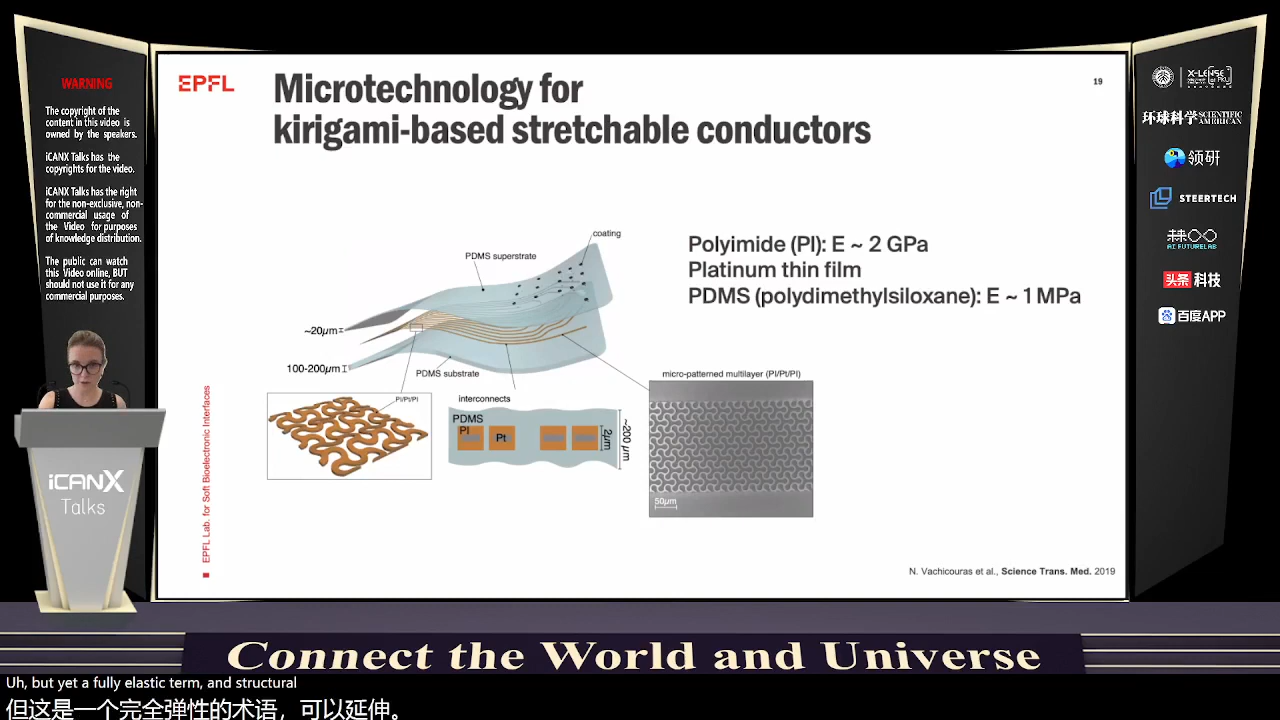 WARNING
The copyright of the
content in this video is
owned by the speakers.
iCANX Talks has the
copyrights for the video.
iCANX Talks has the right
for the non-exclusive, non-
commercial usage of
the Video for purposes
of knowledge distribution.
The public can watch
this Video online, BUT
should not use it for any
commercial purposes.
EPFL
Microtechnology for
kirigami-based stretchable conductors
19
coating
PDMS superstrate
~20µm
100-200µm
PDMS substrate
Polyimide (PI): E ~ 2 GPa
Platinum thin film
PDMS (polydimethylsiloxane): E ~ 1 MPa
PI/Pt/PI
interconnects
PDMS
PI
Pt
2µm
~200 µm
micro-patterned multilayer (PI/Pt/PI)
50µm
EPFL Lab. for Soft Bioelectronic Interfaces
N. Vachicouras et al., Science Trans. Med. 2019
iCANX
Talks
环球科学 SCIENTIFIC
AMERICAN
领研
STEERTECH
AI FUTURELAB
头条 科技
百度APP
Connect the World and Universe
Uh, but yet a fully elastic term, and structural
但这是一个完全弹性的术语，可以延伸。